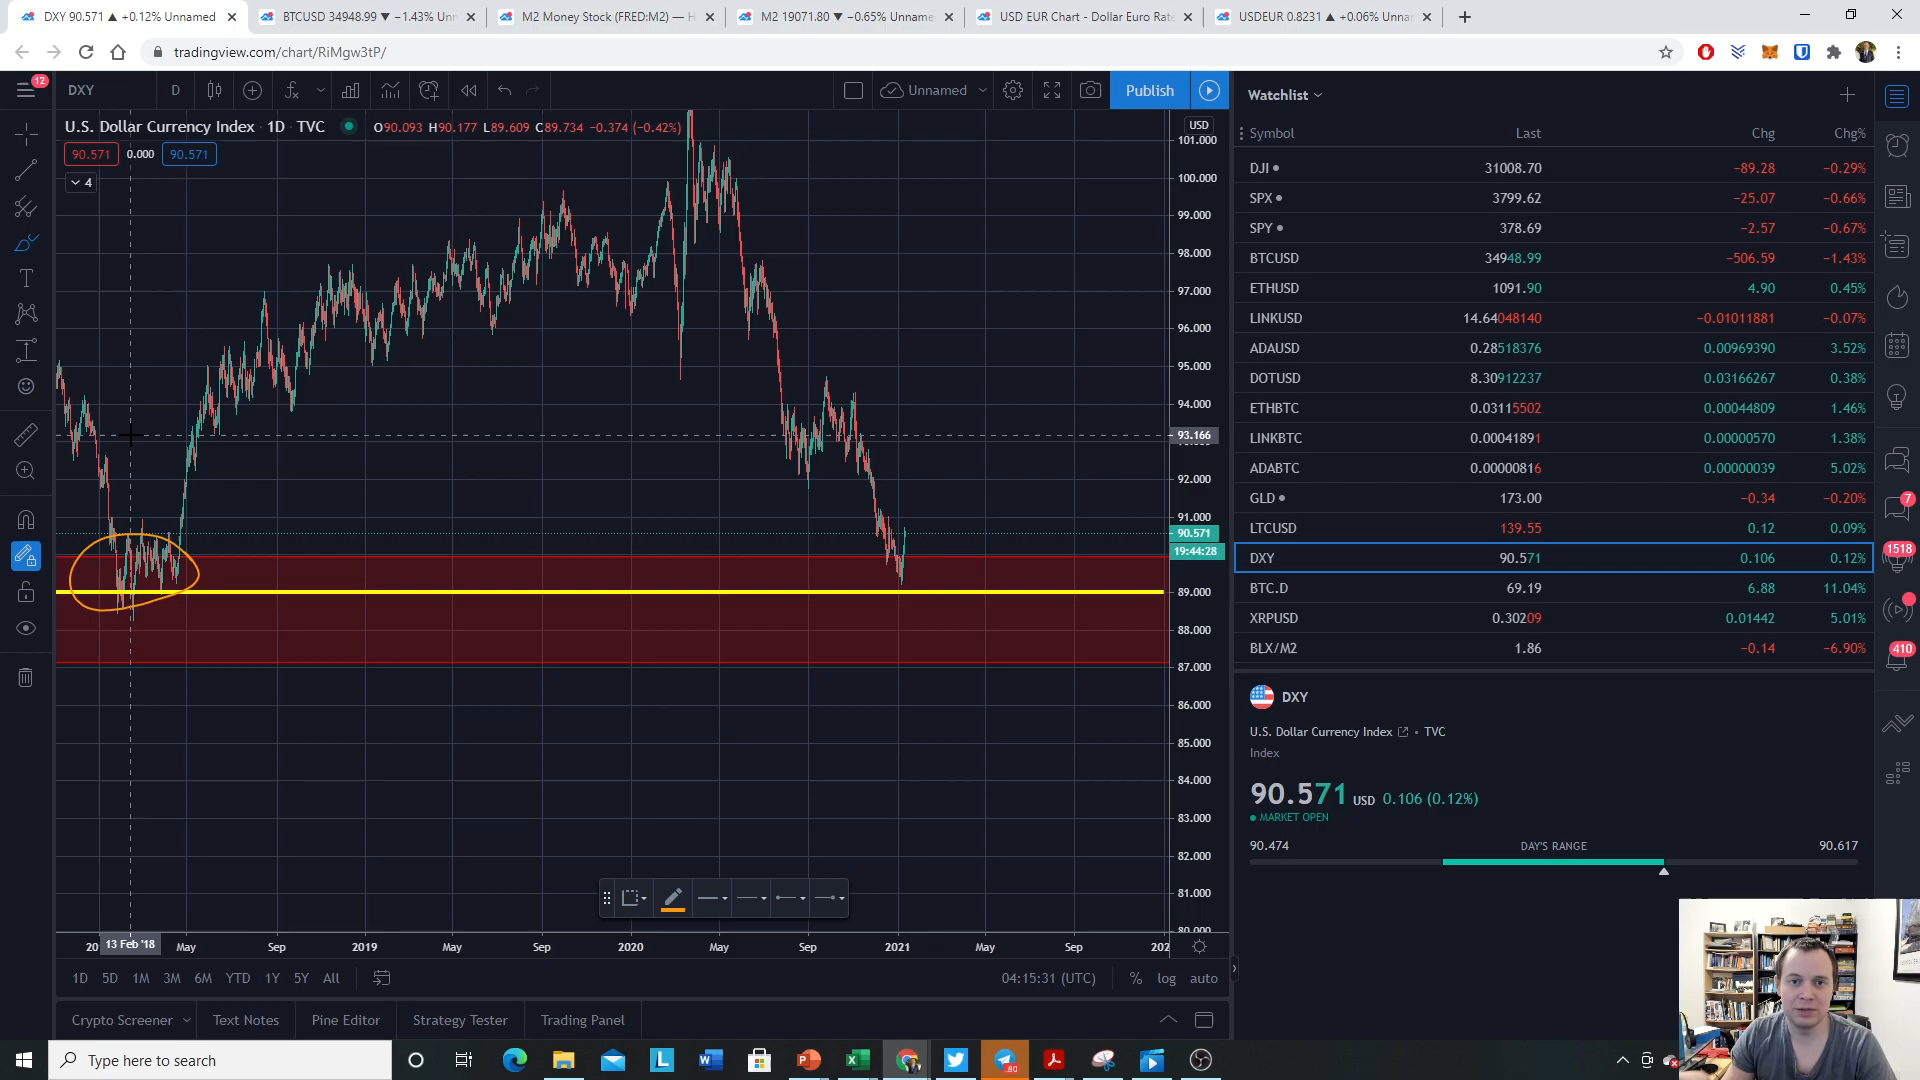 DXY 90.571 ▲ +0.12% Unnamed
BTCUSD 34948.99 ▼ −1.43% Unn
M2 Money Stock (FRED:M2) — H
M2 19071.80 ▼ −0.65% Unname
USD EUR Chart - Dollar Euro Rate
USDEUR 0.8231 ▲ +0.06% Unna
tradingview.com/chart/RiMgw3tP/
12
DXY
D
Unnamed
Publish
Watchlist
U.S. Dollar Currency Index · 1D · TVC
O90.093 H90.177 L89.609 C89.734 −0.374 (−0.42%)
90.571 0.000 90.571
4
USD
101.000
100.000
99.000
98.000
97.000
96.000
95.000
94.000
93.166
92.000
91.000
90.571
19:44:28
89.000
88.000
87.000
86.000
85.000
84.000
83.000
82.000
81.000
80.000
20
13 Feb '18
May
Sep
2019
May
Sep
2020
May
Sep
2021
May
Sep
202
1D 5D 1M 3M 6M YTD 1Y 5Y All
04:15:31 (UTC)
% log auto
Crypto Screener
Text Notes
Pine Editor
Strategy Tester
Trading Panel
Symbol Last Chg Chg%
DJI 31008.70 −89.28 −0.29%
SPX 3799.62 −25.07 −0.66%
SPY 378.69 −2.57 −0.67%
BTCUSD 34948.99 −506.59 −1.43%
ETHUSD 1091.90 4.90 0.45%
LINKUSD 14.64048140 −0.01011881 −0.07%
ADAUSD 0.28518376 0.00969390 3.52%
DOTUSD 8.30912237 0.03166267 0.38%
ETHBTC 0.03115502 0.00044809 1.46%
LINKBTC 0.00041891 0.00000570 1.38%
ADABTC 0.00000816 0.00000039 5.02%
GLD 173.00 −0.34 −0.20%
LTCUSD 139.55 0.12 0.09%
DXY 90.571 0.106 0.12%
BTC.D 69.19 6.88 11.04%
XRPUSD 0.30209 0.01442 5.01%
BLX/M2 1.86 −0.14 −6.90%
7
1518
410
DXY
U.S. Dollar Currency Index • TVC
Index
90.571 USD 0.106 (0.12%)
MARKET OPEN
90.474 DAY'S RANGE 90.617
Type here to search
80